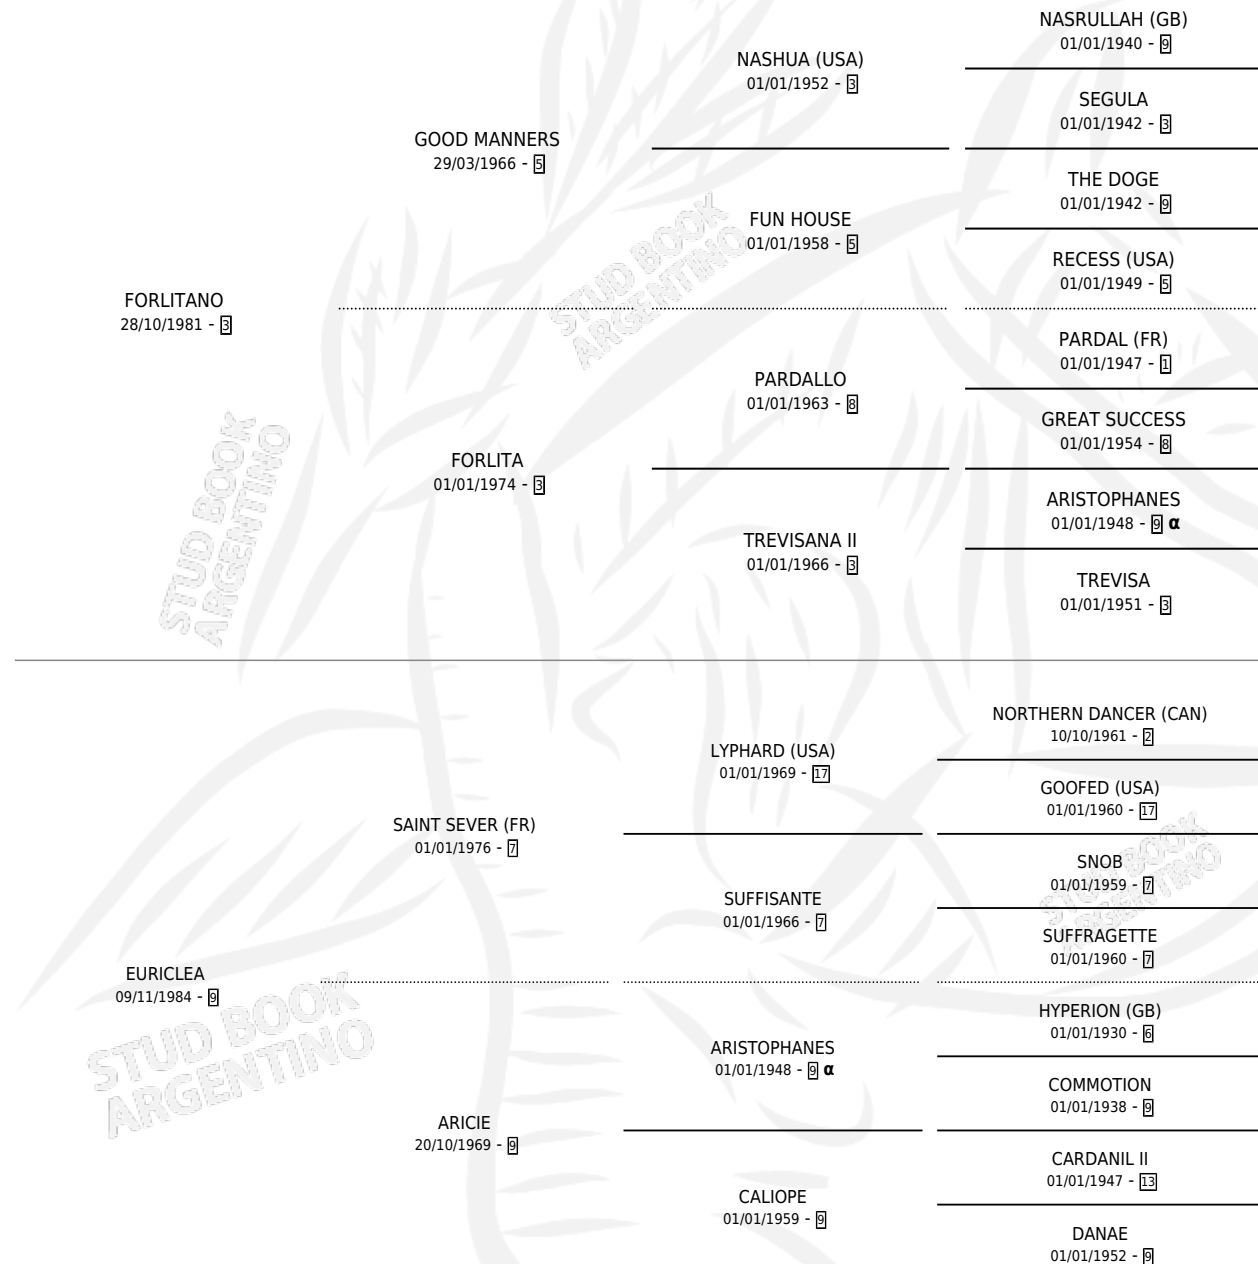 NASRULLAH (GB)
01/01/1940 - 9
NASHUA (USA)
01/01/1952 - 3
SEGULA
01/01/1942 - 3
GOOD MANNERS
29/03/1966 - 5
THE DOGE
01/01/1942 - 9
FUN HOUSE
01/01/1958 - 5
RECESS (USA)
01/01/1949 - 5
FORLITANO
28/10/1981 - 3
PARDAL (FR)
01/01/1947 - 1
PARDALLO
01/01/1963 - 8
GREAT SUCCESS
01/01/1954 - 8
FORLITA
01/01/1974 - 3
ARISTOPHANES
01/01/1948 - 9 α
TREVISANA II
01/01/1966 - 3
TREVISA
01/01/1951 - 3
NORTHERN DANCER (CAN)
10/10/1961 - 2
LYPHARD (USA)
01/01/1969 - 17
GOOFED (USA)
01/01/1960 - 17
SAINT SEVER (FR)
01/01/1976 - 7
SNOB
01/01/1959 - 7
SUFFISANTE
01/01/1966 - 7
SUFFRAGETTE
01/01/1960 - 7
EURICLEA
09/11/1984 - 9
HYPERION (GB)
01/01/1930 - 6
ARISTOPHANES
01/01/1948 - 9 α
COMMOTION
01/01/1938 - 9
ARICIE
20/10/1969 - 9
CARDANIL II
01/01/1947 - 13
CALIOPE
01/01/1959 - 9
DANAE
01/01/1952 - 9
STUD BOOK
ARGENTINO
STUD BOOK
ARGENTINO
STUD BOOK
ARGENTINO
STUD BOOK
ARGENTINO